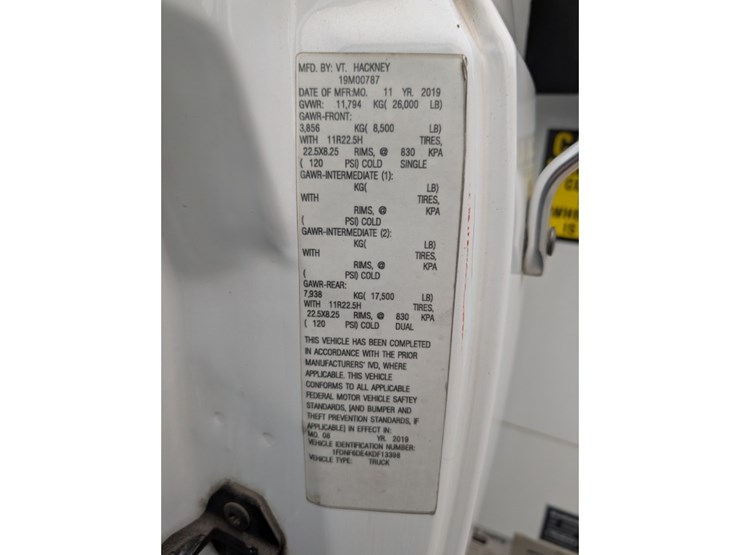 MFD. BY: VT. HACKNEY
19M00787
DATE OF MFR:MO. 11 YR. 2019
GVWR: 11,794 KG( 26,000 LB)
GAWR-FRONT:
3,856 KG( 8,500 LB)
WITH 11R22.5H TIRES,
22.5X8.25 RIMS, @ 830 KPA
( 120 PSI) COLD SINGLE
GAWR-INTERMEDIATE (1):
KG( LB)
WITH TIRES,
RIMS, @ KPA
( PSI) COLD
GAWR-INTERMEDIATE (2):
KG( LB)
WITH TIRES,
RIMS, @ KPA
( PSI) COLD
GAWR-REAR:
7,938 KG( 17,500 LB)
WITH 11R22.5H TIRES,
22.5X8.25 RIMS, @ 830 KPA
( 120 PSI) COLD DUAL
THIS VEHICLE HAS BEEN COMPLETED
IN ACCORDANCE WITH THE PRIOR
MANUFACTURERS' IVD, WHERE
APPLICABLE. THIS VEHICLE
CONFORMS TO ALL APPLICABLE
FEDERAL MOTOR VEHICLE SAFTEY
STANDARDS, [AND BUMPER AND
THEFT PREVENTION STANDARDS, IF
APPLICABLE] IN EFFECT IN:
MO. 08 YR. 2019
VEHICLE IDENTIFICATION NUMBER:
1FDNF6DE4KDF13398
VEHICLE TYPE: TRUCK
IS